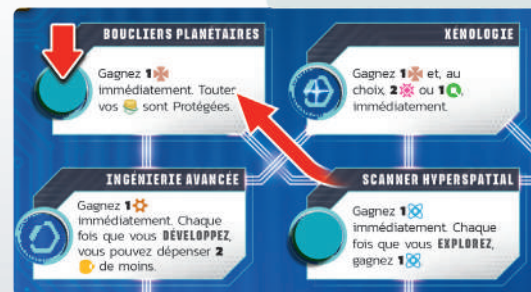 BOUCLIERS PLANÉTAIRES
Gagnez 1
immédiatement. Toutes
vos sont Protégées.
XÉNOLOGIE
Gagnez 1 et, au
choix, 2 ou 1,
immédiatement.
INGÉNIERIE AVANCÉE
Gagnez 1
immédiatement. Chaque
fois que vous DÉVELOPPEZ,
vous pouvez dépenser 2
de moins.
SCANNER HYPERSPATIAL
Gagnez 1
immédiatement. Chaque
fois que vous EXPLOREZ,
gagnez 1